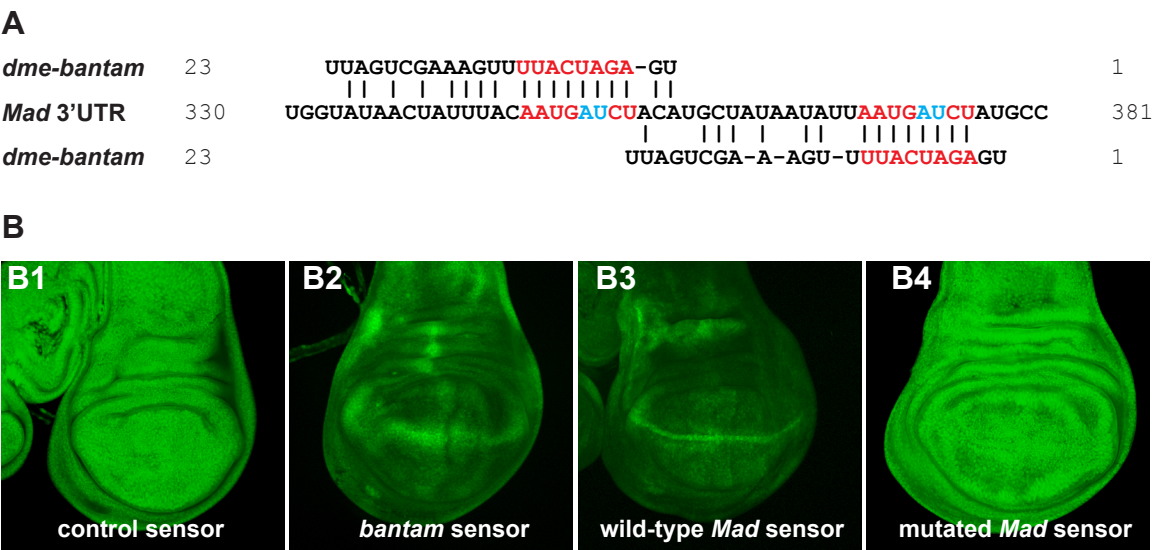 A
dme-bantam 23 UUAGUCGAAAGUUUUACUAGA-GU 1
Mad 3’UTR 330 UGGUAUAACUAUUUACAAUGAUCUACAUGCUAUAAUAUUAAUGAUCUAUGCC 381
dme-bantam 23 UUAGUCGA-A-AGU-UUUACUAGAGU 1
B
B1 B2 B3 B4
control sensor bantam sensor wild-type Mad sensor mutated Mad sensor